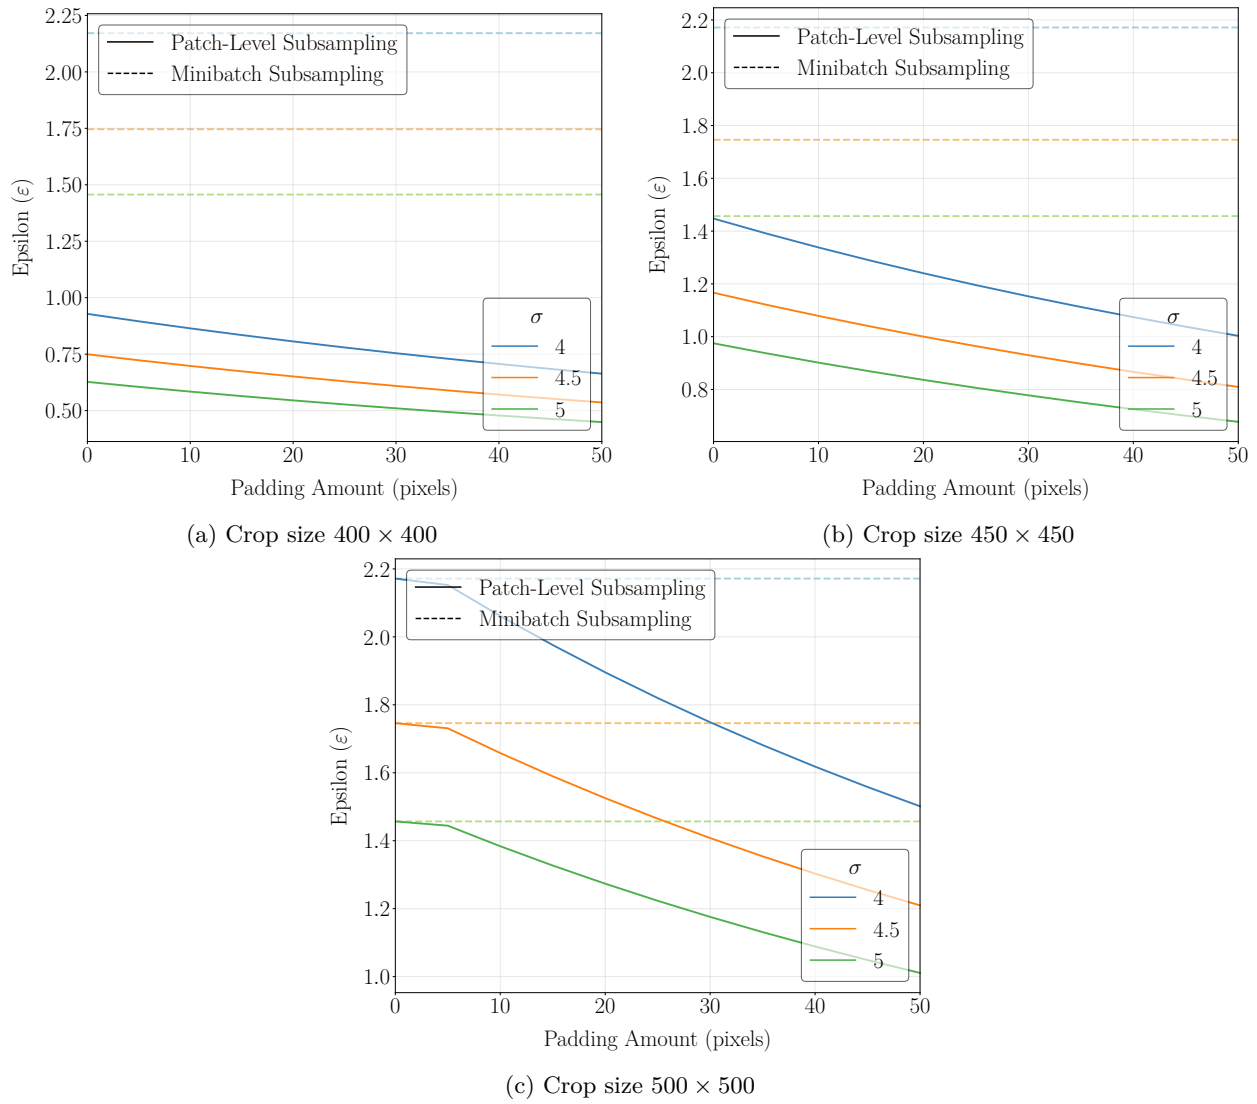 2.25
2.00
1.75
1.50
1.25
1.00
0.75
0.50
Epsilon (ε)
Patch-Level Subsampling
Minibatch Subsampling
σ
4
4.5
5
0 10 20 30 40 50
Padding Amount (pixels)
(a) Crop size 400 × 400
2.2
2.0
1.8
1.6
1.4
1.2
1.0
0.8
Epsilon (ε)
Patch-Level Subsampling
Minibatch Subsampling
σ
4
4.5
5
0 10 20 30 40 50
Padding Amount (pixels)
(b) Crop size 450 × 450
2.2
2.0
1.8
1.6
1.4
1.2
1.0
Epsilon (ε)
Patch-Level Subsampling
Minibatch Subsampling
σ
4
4.5
5
0 10 20 30 40 50
Padding Amount (pixels)
(c) Crop size 500 × 500